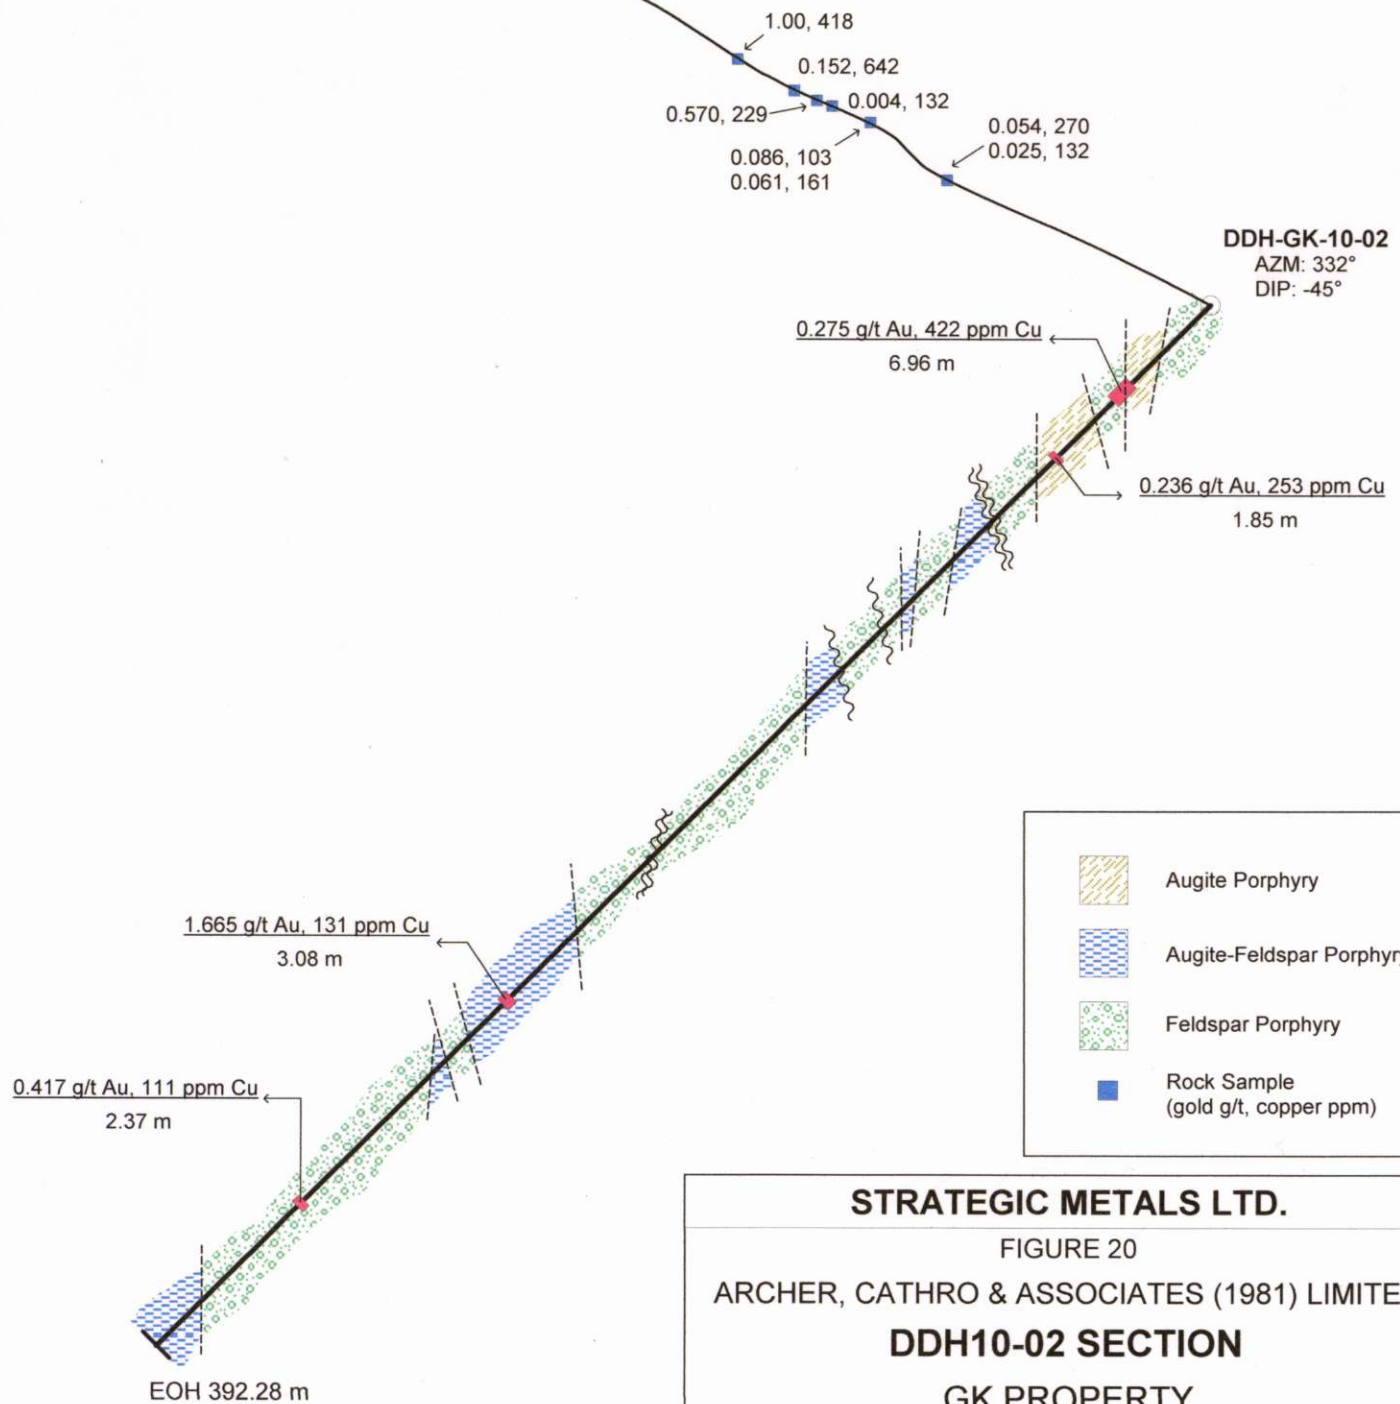 1.00, 418
0.152, 642
0.570, 229
0.004, 132
0.086, 103
0.061, 161
0.054, 270
0.025, 132
DDH-GK-10-02
AZM: 332°
DIP: -45°
0.275 g/t Au, 422 ppm Cu
6.96 m
0.236 g/t Au, 253 ppm Cu
1.85 m
1.665 g/t Au, 131 ppm Cu
3.08 m
0.417 g/t Au, 111 ppm Cu
2.37 m
EOH 392.28 m
Augite Porphyry
Augite-Feldspar Porphyry
Feldspar Porphyry
Rock Sample
(gold g/t, copper ppm)
STRATEGIC METALS LTD.
FIGURE 20
ARCHER, CATHRO & ASSOCIATES (1981) LIMITE
DDH10-02 SECTION
GK PROPERTY